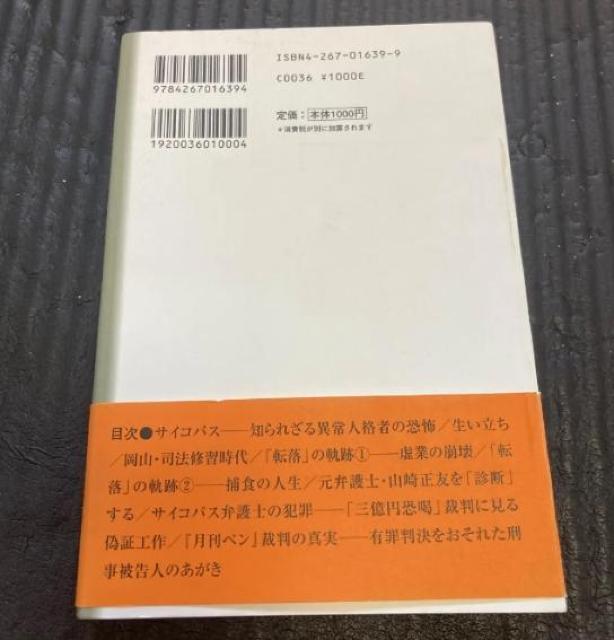 ISBN4-267-01639-9
C0036 ¥1000E
9784267016394
定価：本体1000円
*消費税が別に加算されます
1920036010004
目次●サイコパス──知られざる異常人格者の恐怖/生い立ち
/岡山・司法修習時代/「転落」の軌跡①──虚業の崩壊/「転
落」の軌跡②──捕食の人生/元弁護士・山崎正友を「診断」
する/サイコパス弁護士の犯罪──「三億円恐喝」裁判に見る
偽証工作/『月刊ペン』裁判の真実──有罪判決をおそれた刑
事被告人のあがき